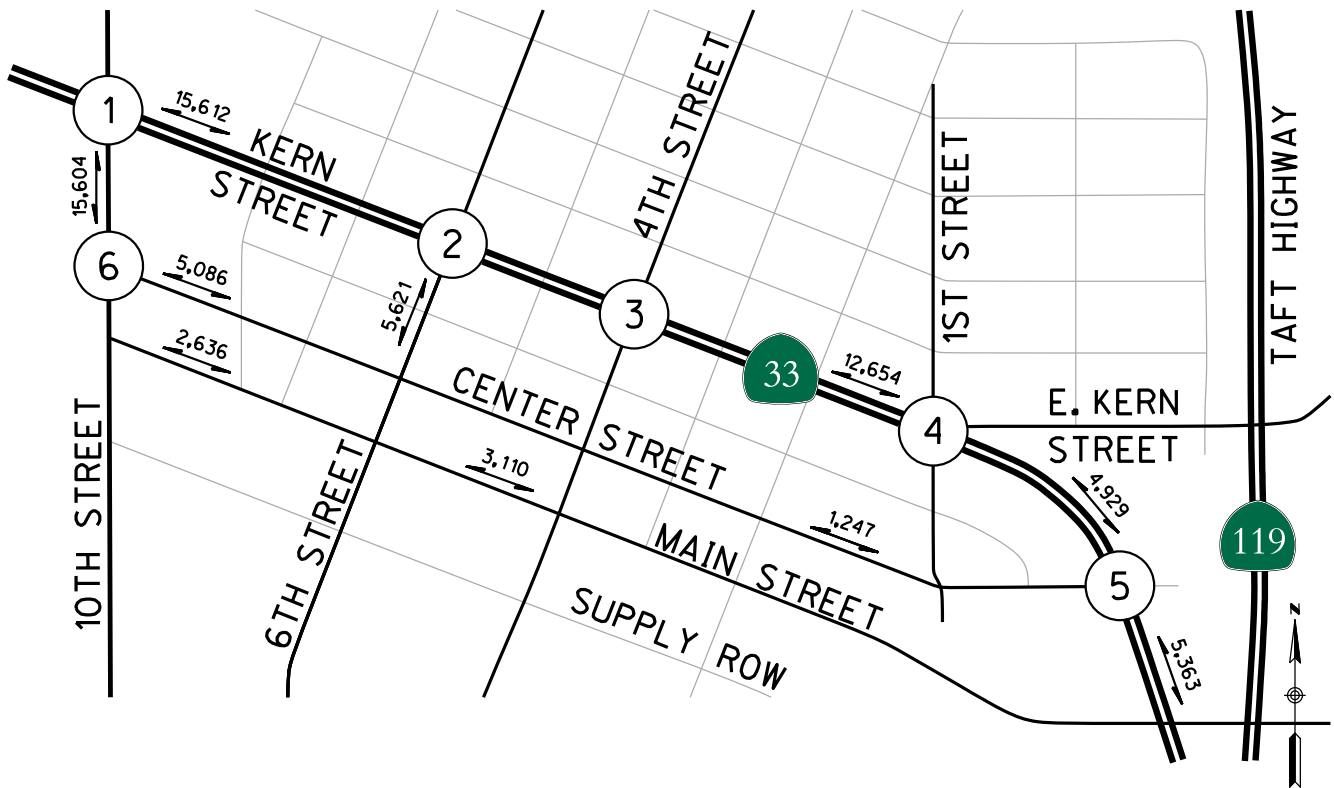 1
15,612
KERN
STREET
15,604
6
5,086
2,636
10TH STREET
2
5,621
6TH STREET
4TH STREET
3
33
12,654
1ST STREET
4
E. KERN
STREET
4,929
TAFT HIGHWAY
119
CENTER STREET
3,110
1,247
MAIN STREET
SUPPLY ROW
5
5,363
N